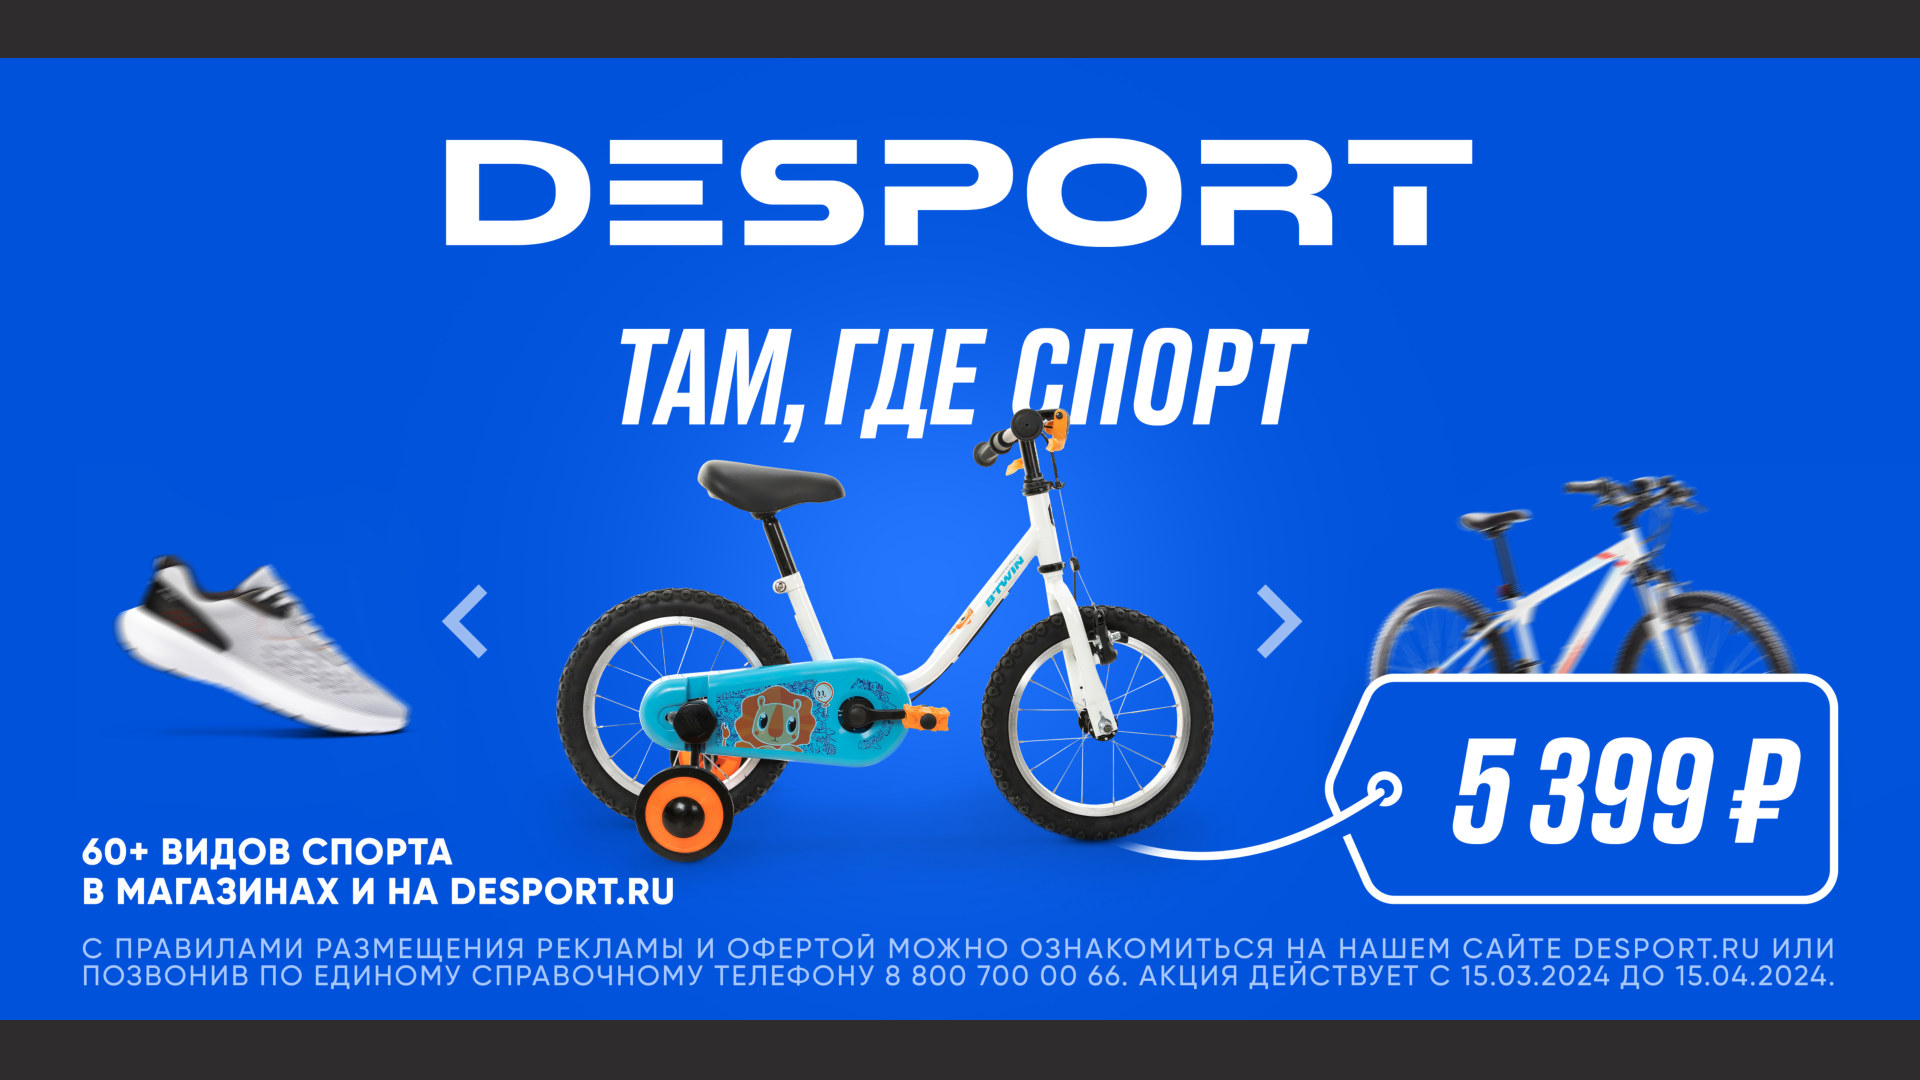 DESPORT
ТАМ, ГДЕ СПОРТ
B'TWIN
5 399 ₽
60+ ВИДОВ СПОРТА
В МАГАЗИНАХ И НА DESPORT.RU
С ПРАВИЛАМИ РАЗМЕЩЕНИЯ РЕКЛАМЫ И ОФЕРТОЙ МОЖНО ОЗНАКОМИТЬСЯ НА НАШЕМ САЙТЕ DESPORT.RU ИЛИ
ПОЗВОНИВ ПО ЕДИНОМУ СПРАВОЧНОМУ ТЕЛЕФОНУ 8 800 700 00 66. АКЦИЯ ДЕЙСТВУЕТ С 15.03.2024 ДО 15.04.2024.